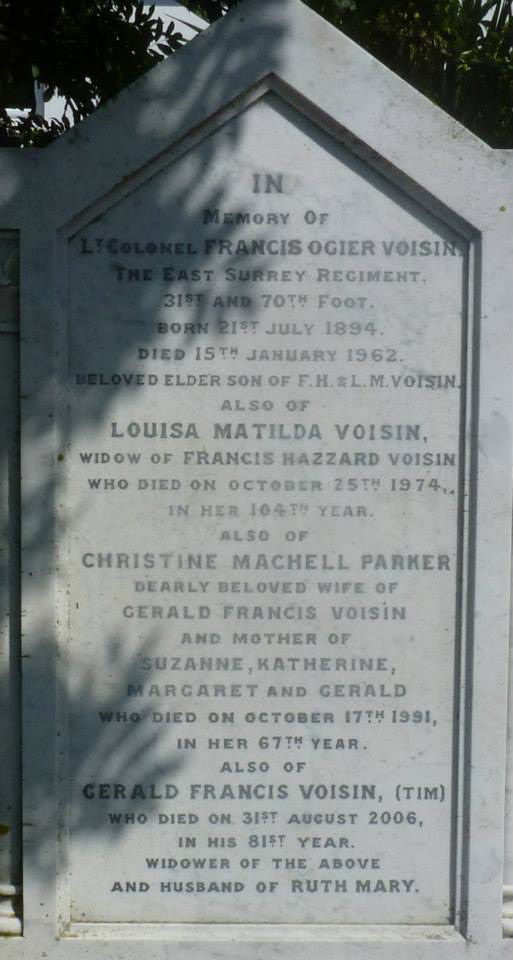 IN
MEMORY OF
LT COLONEL FRANCIS OGIER VOISIN.
THE EAST SURREY REGIMENT.
31ST AND 70TH FOOT.
BORN 21ST JULY 1894.
DIED 15TH JANUARY 1962.
BELOVED ELDER SON OF F.H. & L.M. VOISIN.
ALSO OF
LOUISA MATILDA VOISIN,
WIDOW OF FRANCIS HAZZARD VOISIN
WHO DIED ON OCTOBER 25TH 1974,
IN HER 104TH YEAR.
ALSO OF
CHRISTINE MACHELL PARKER
DEARLY BELOVED WIFE OF
GERALD FRANCIS VOISIN
AND MOTHER OF
SUZANNE, KATHERINE,
MARGARET AND GERALD
WHO DIED ON OCTOBER 17TH 1991,
IN HER 67TH YEAR.
ALSO OF
GERALD FRANCIS VOISIN, (TIM)
WHO DIED ON 31ST AUGUST 2006,
IN HIS 81ST YEAR.
WIDOWER OF THE ABOVE
AND HUSBAND OF RUTH MARY.